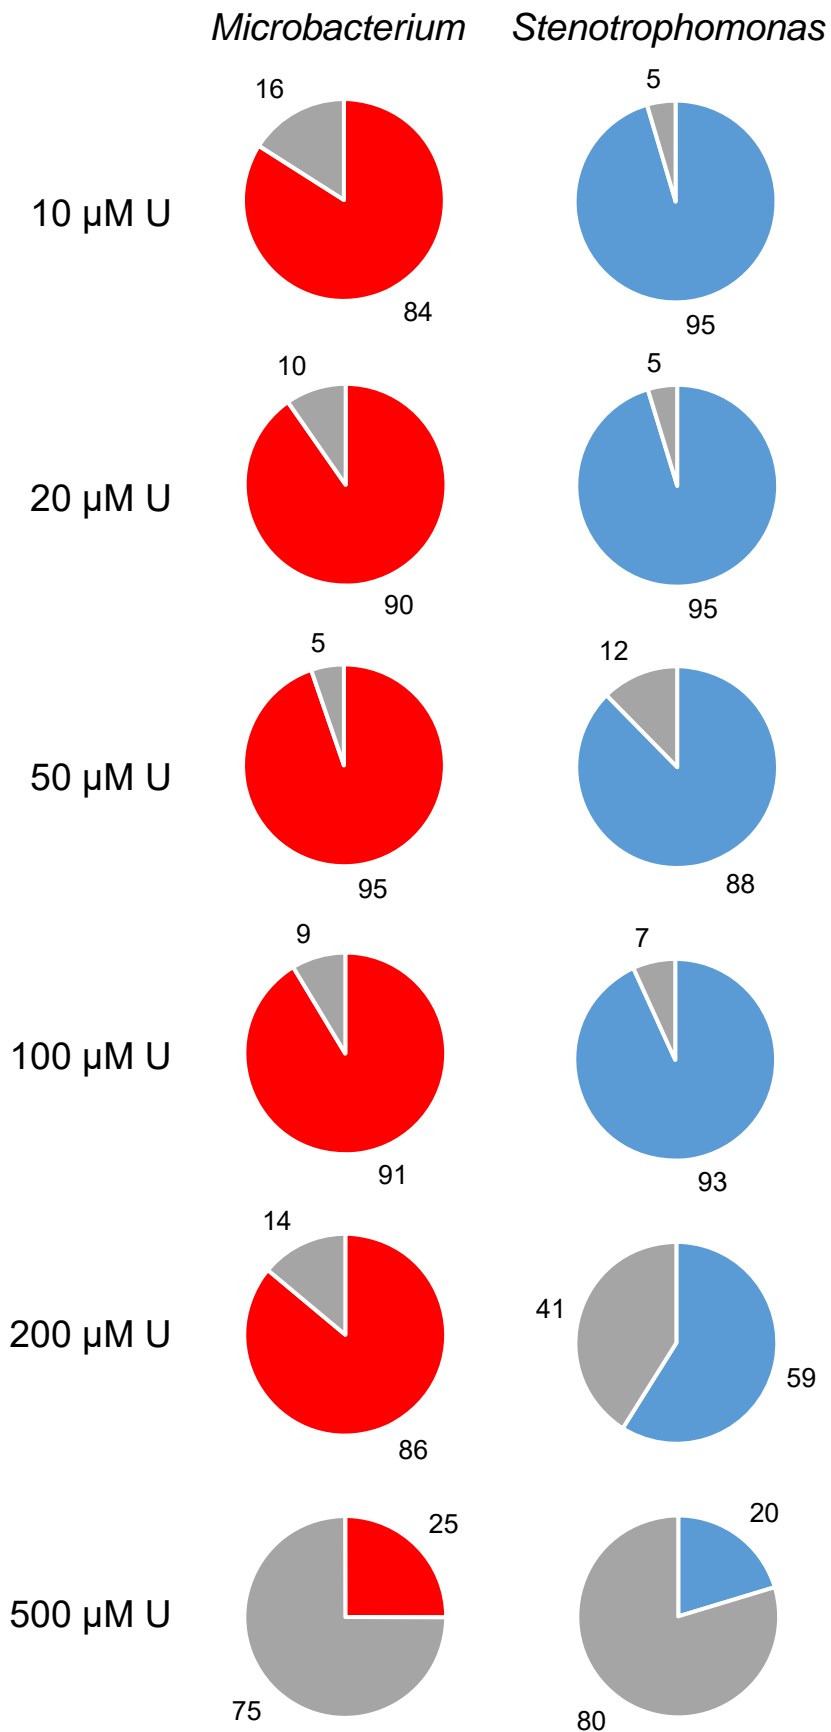 Microbacterium Stenotrophomonas
16 5
10 µM U
84 95
10 5
20 µM U
90 95
5 12
50 µM U
95 88
9 7
100 µM U
91 93
14
41
200 µM U
59
86
25 20
500 µM U
75 80